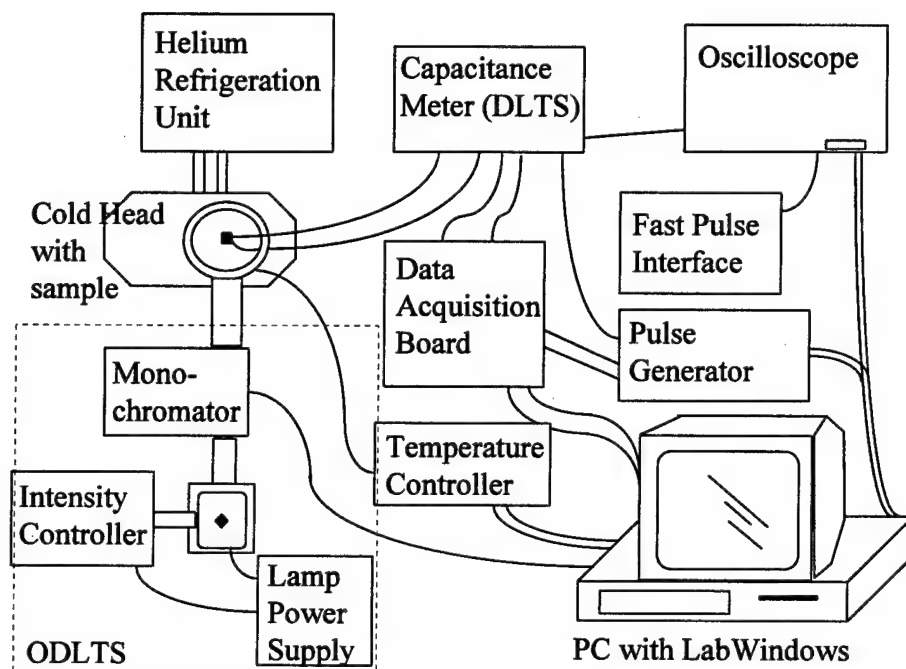 Helium
Refrigeration
Unit
Capacitance
Meter (DLTS)
Oscilloscope
Cold Head
with
sample
Fast Pulse
Interface
Data
Acquisition
Board
Pulse
Generator
Mono-
chromator
Temperature
Controller
Intensity
Controller
Lamp
Power
Supply
ODLTS
PC with LabWindows